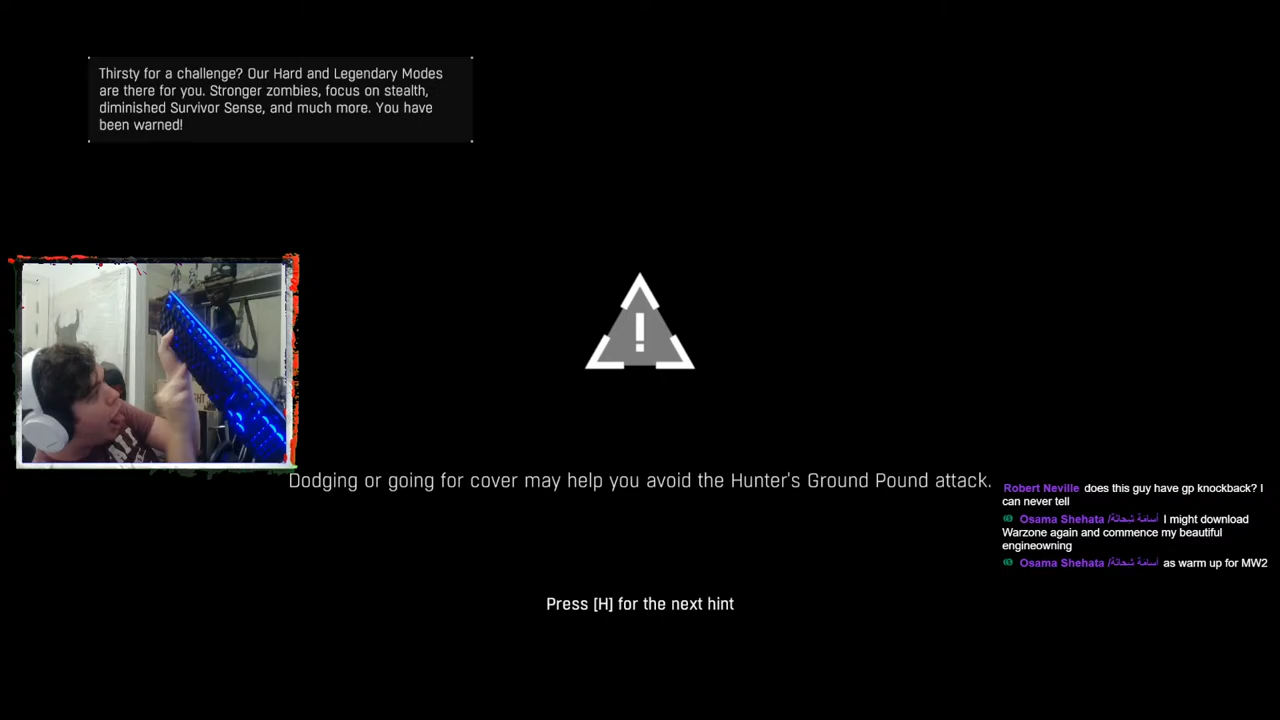 Thirsty for a challenge? Our Hard and Legendary Modes
are there for you. Stronger zombies, focus on stealth,
diminished Survivor Sense, and much more. You have
been warned!
!
Dodging or going for cover may help you avoid the Hunter's Ground Pound attack.
Robert Neville does this guy have gp knockback? I
can never tell
Osama Shehata /أسامة شحاتة I might download
Warzone again and commence my beautiful
engineowning
Osama Shehata /أسامة شحاتة as warm up for MW2
Press [H] for the next hint